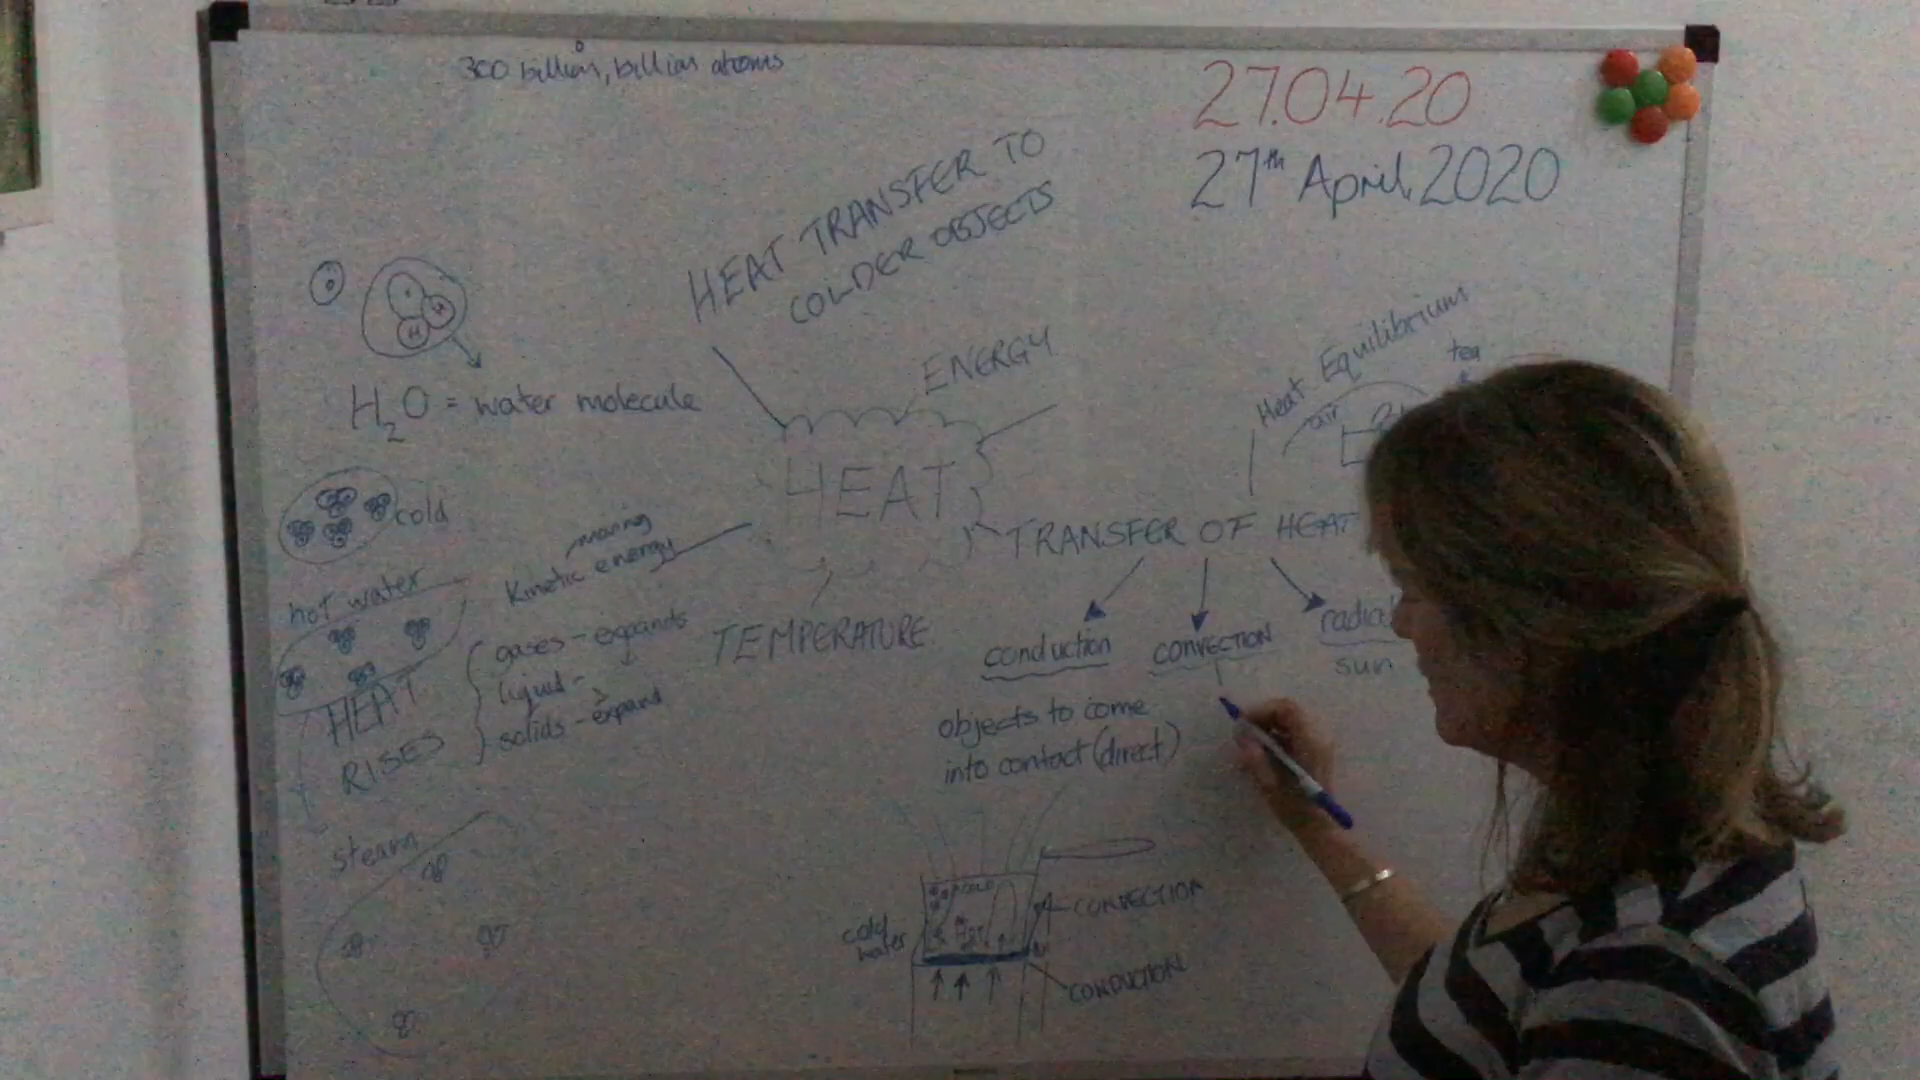 300 billion, billion atoms
27.04.20
27th April, 2020
HEAT TRANSFER TO
COLDER OBJECTS
ENERGY
Heat Equilibrium
tea
air
H
H
H2O = water molecule
HEAT
cold
moving
Kinetic energy
TRANSFER OF HEAT
hot water
gases - expands
liquid -
solids - expand
TEMPERATURE
conduction
CONVECTION
sun
HEAT
RISES
objects to come
into contact (direct)
steam
cold
water
CONVECTION
CONDUCTION